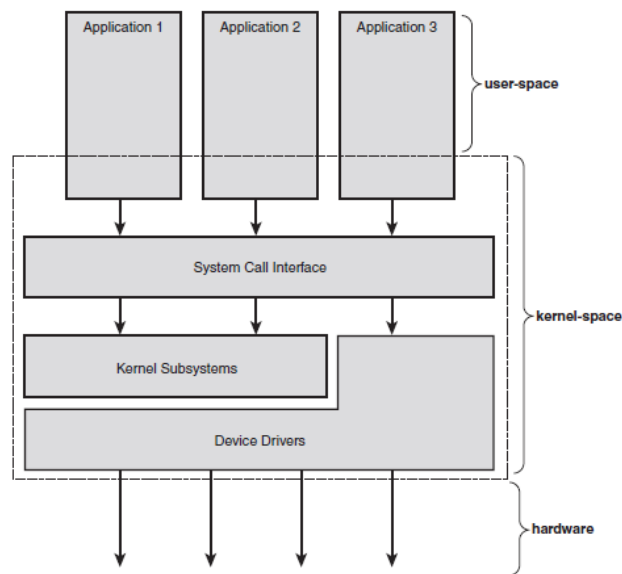 Application 1
Application 2
Application 3
user-space
System Call Interface
kernel-space
Kernel Subsystems
Device Drivers
hardware